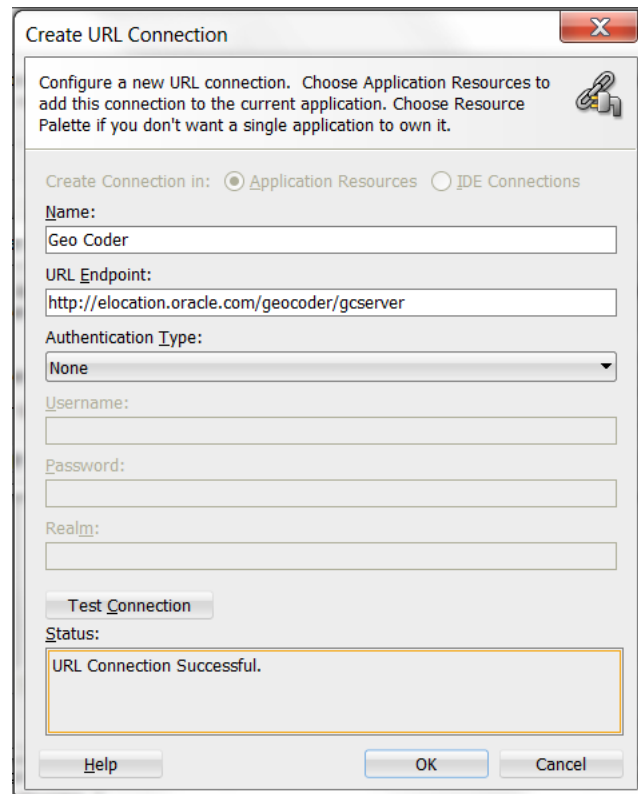 Create URL Connection
Configure a new URL connection. Choose Application Resources to
add this connection to the current application. Choose Resource
Palette if you don't want a single application to own it.
Create Connection in: Application Resources IDE Connections
Name:
Geo Coder
URL Endpoint:
http://elocation.oracle.com/geocoder/gcserver
Authentication Type:
None
Username:
Password:
Realm:
Test Connection
Status:
URL Connection Successful.
Help OK Cancel